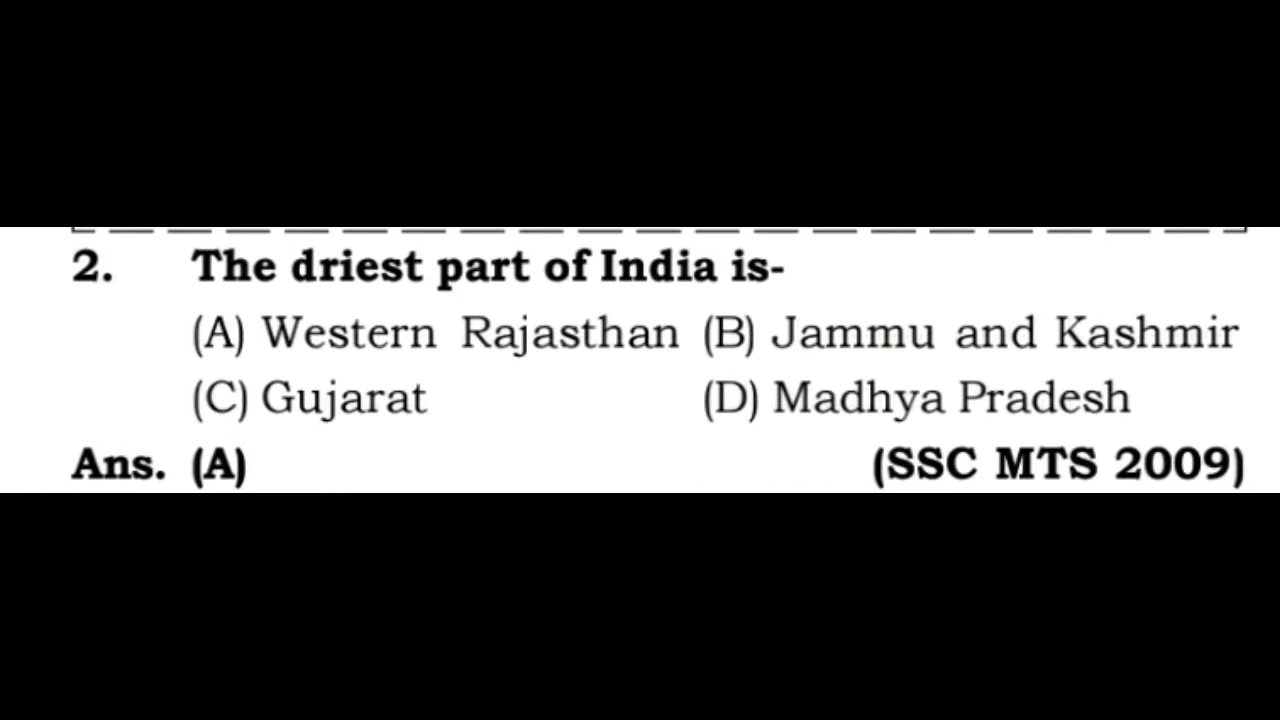 2. The driest part of India is-
(A) Western Rajasthan (B) Jammu and Kashmir
(C) Gujarat (D) Madhya Pradesh
Ans. (A) (SSC MTS 2009)